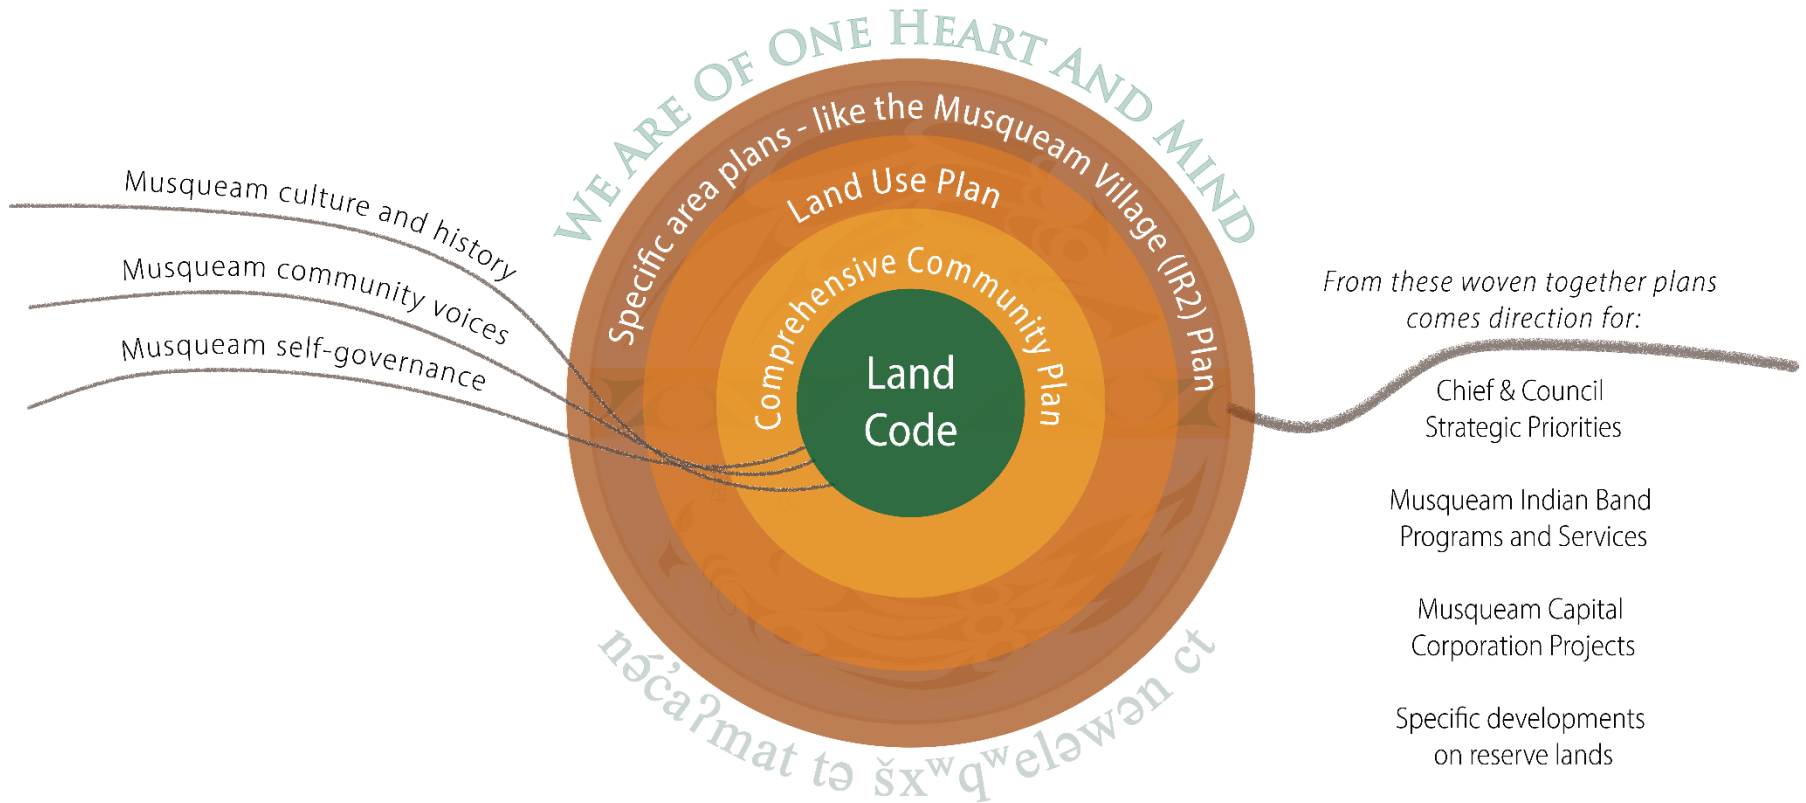 WE ARE OF ONE HEART AND MIND
Musqueam culture and history
Musqueam community voices
Musqueam self-governance
Specific area plans - like the Musqueam Village (IR2) Plan
Land Use Plan
Comprehensive Community Plan
Land
Code
nə́c̓aʔmat tə šxʷqʷeləwən ct
From these woven together plans
comes direction for:
Chief & Council
Strategic Priorities
Musqueam Indian Band
Programs and Services
Musqueam Capital
Corporation Projects
Specific developments
on reserve lands